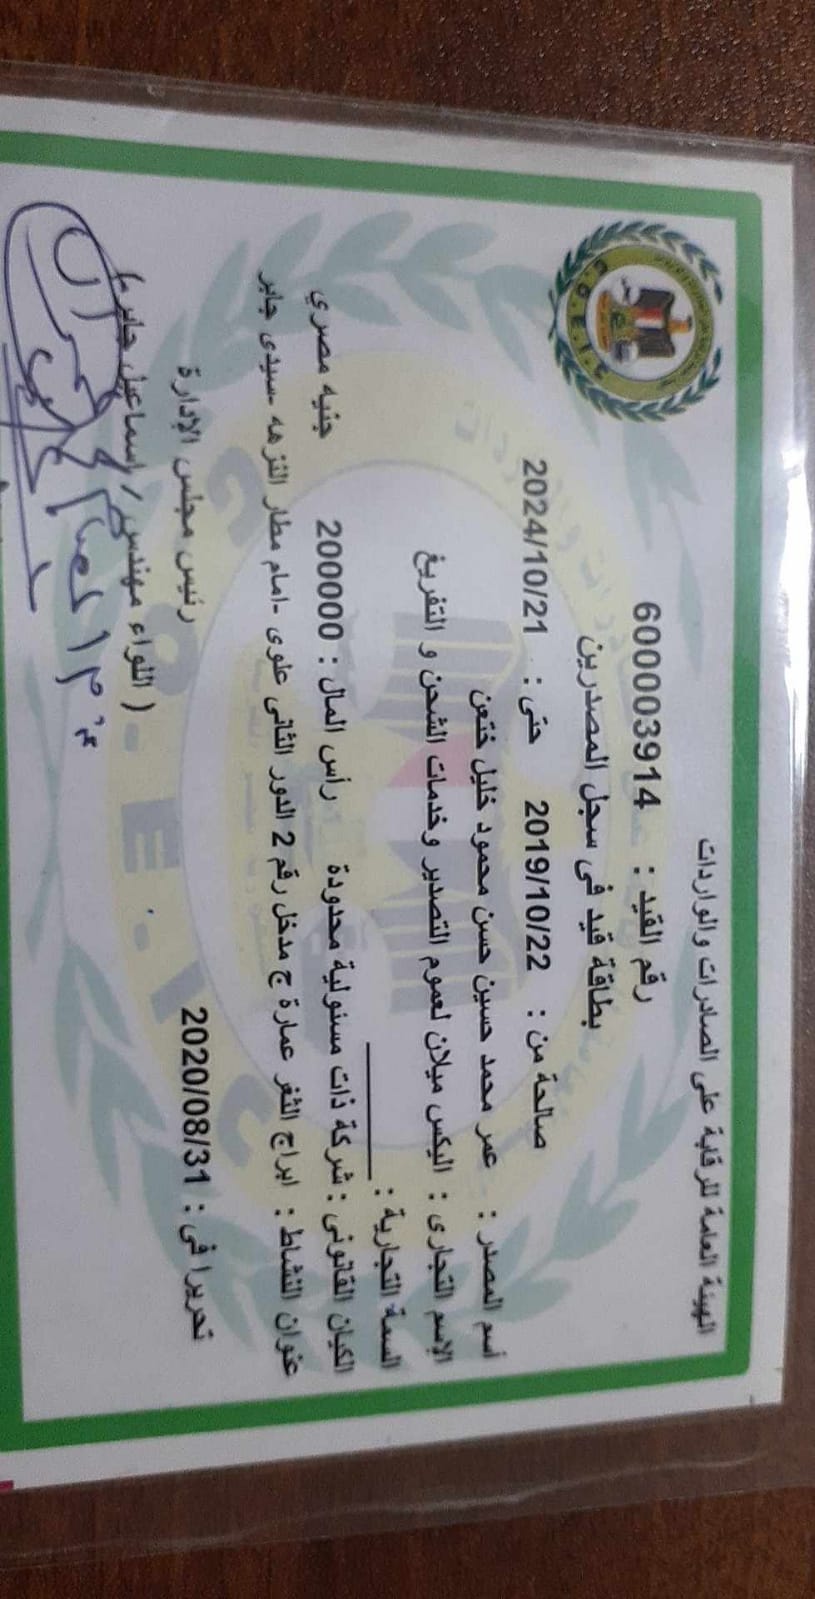 الهيئة العامة للرقابة على الصادرات والواردات
رقم القيد : 600003914
بطاقة قيد فى سجل المصدرين
صالحة من : 2019/10/22 حتى : 2024/10/21
أسم المصدر : عمر محمد حسين حسن محمود خليل ختعن
الإسم التجارى : اليكس ميلان لعموم التصدير وخدمات الشحن و التفريغ
السمة التجارية :
الكيان القانونى : شركة ذات مسئولية محدودة رأس المال : 200000 جنيه مصري
عنوان النشاط : ابراج الثغر عمارة ج مدخل رقم 2 الدور الثانى علوى -امام مطار النزهه -سيدى جابر
تحريرا فى : 2020/08/31
رئيس مجلس الإدارة
( اللواء مهندس / إسماعيل جابر )
G.O.E.I.C